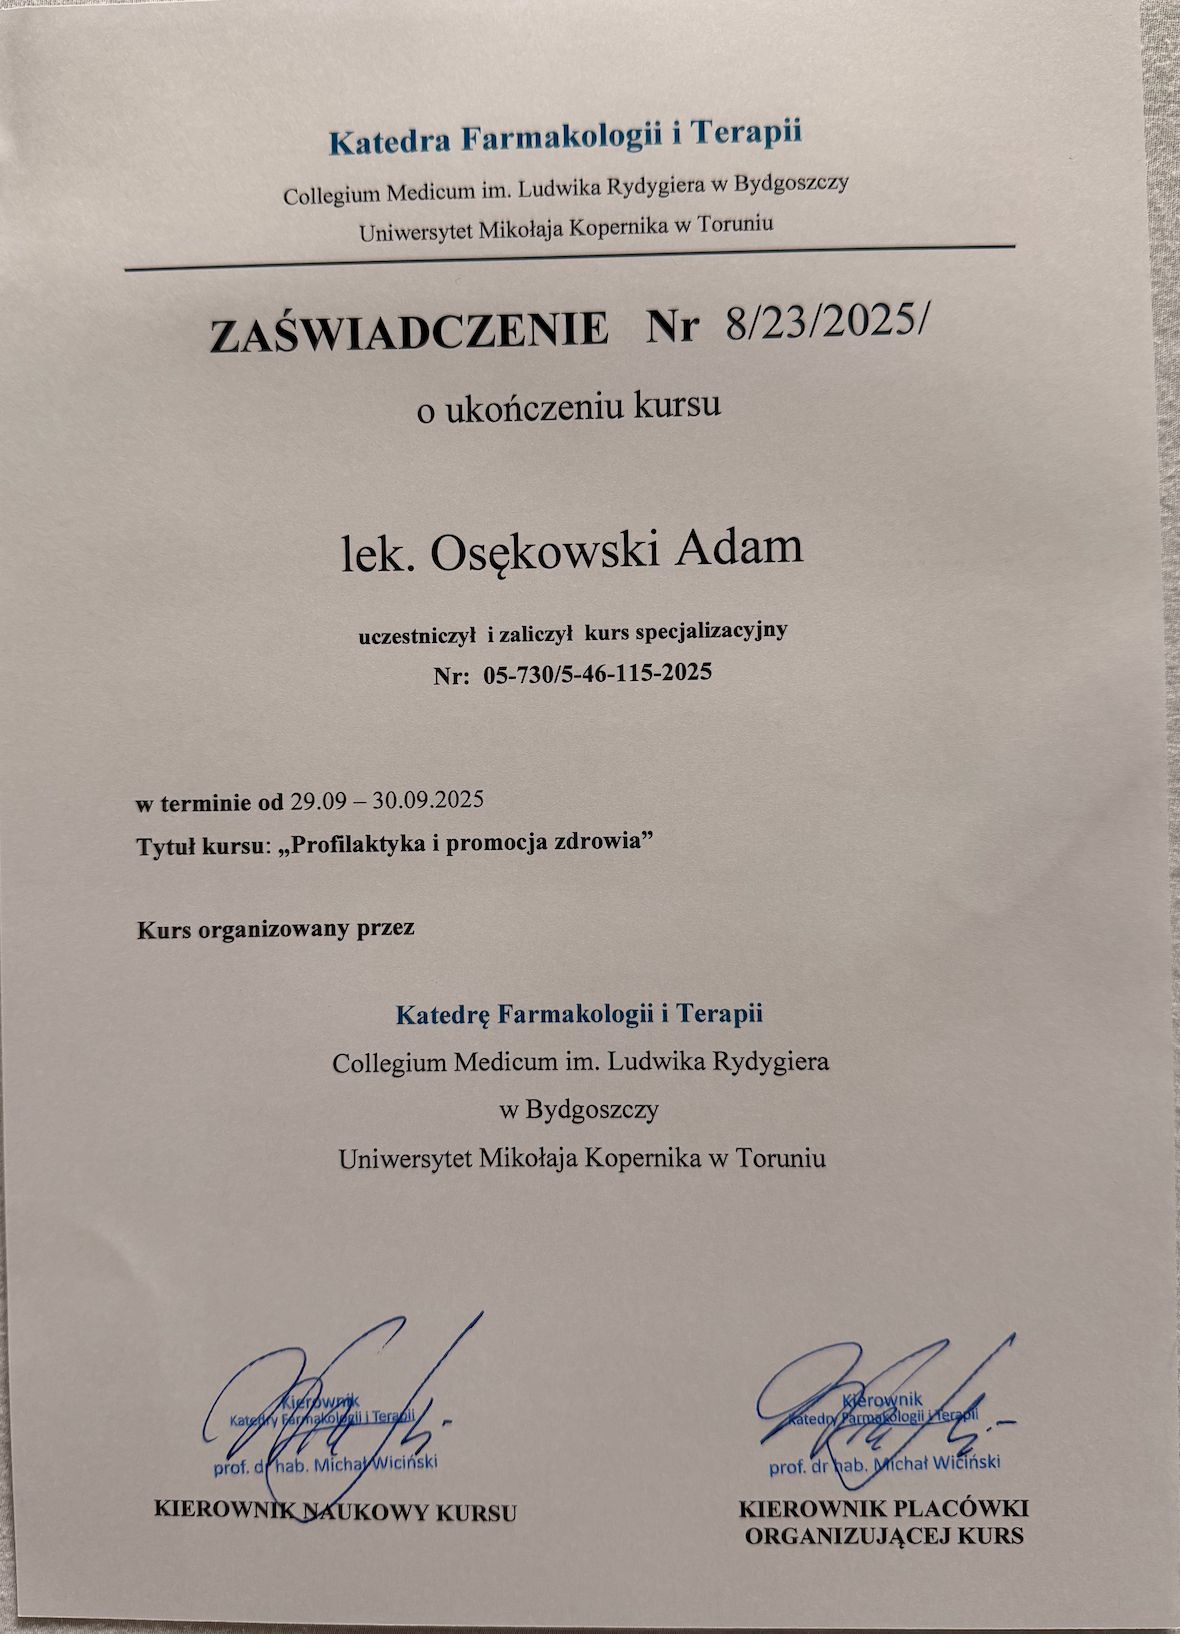 Katedra Farmakologii i Terapii
Collegium Medicum im. Ludwika Rydygiera w Bydgoszczy
Uniwersytet Mikołaja Kopernika w Toruniu
ZAŚWIADCZENIE Nr 8/23/2025/
o ukończeniu kursu
lek. Osękowski Adam
uczestniczył i zaliczył kurs specjalizacyjny
Nr: 05-730/5-46-115-2025
w terminie od 29.09 – 30.09.2025
Tytuł kursu: „Profilaktyka i promocja zdrowia”
Kurs organizowany przez
Katedrę Farmakologii i Terapii
Collegium Medicum im. Ludwika Rydygiera
w Bydgoszczy
Uniwersytet Mikołaja Kopernika w Toruniu
Kierownik
Katedry Farmakologii i Terapii
prof. dr hab. Michał Wiciński
KIEROWNIK NAUKOWY KURSU
Kierownik
Katedry Farmakologii i Terapii
prof. dr hab. Michał Wiciński
KIEROWNIK PLACÓWKI
ORGANIZUJĄCEJ KURS